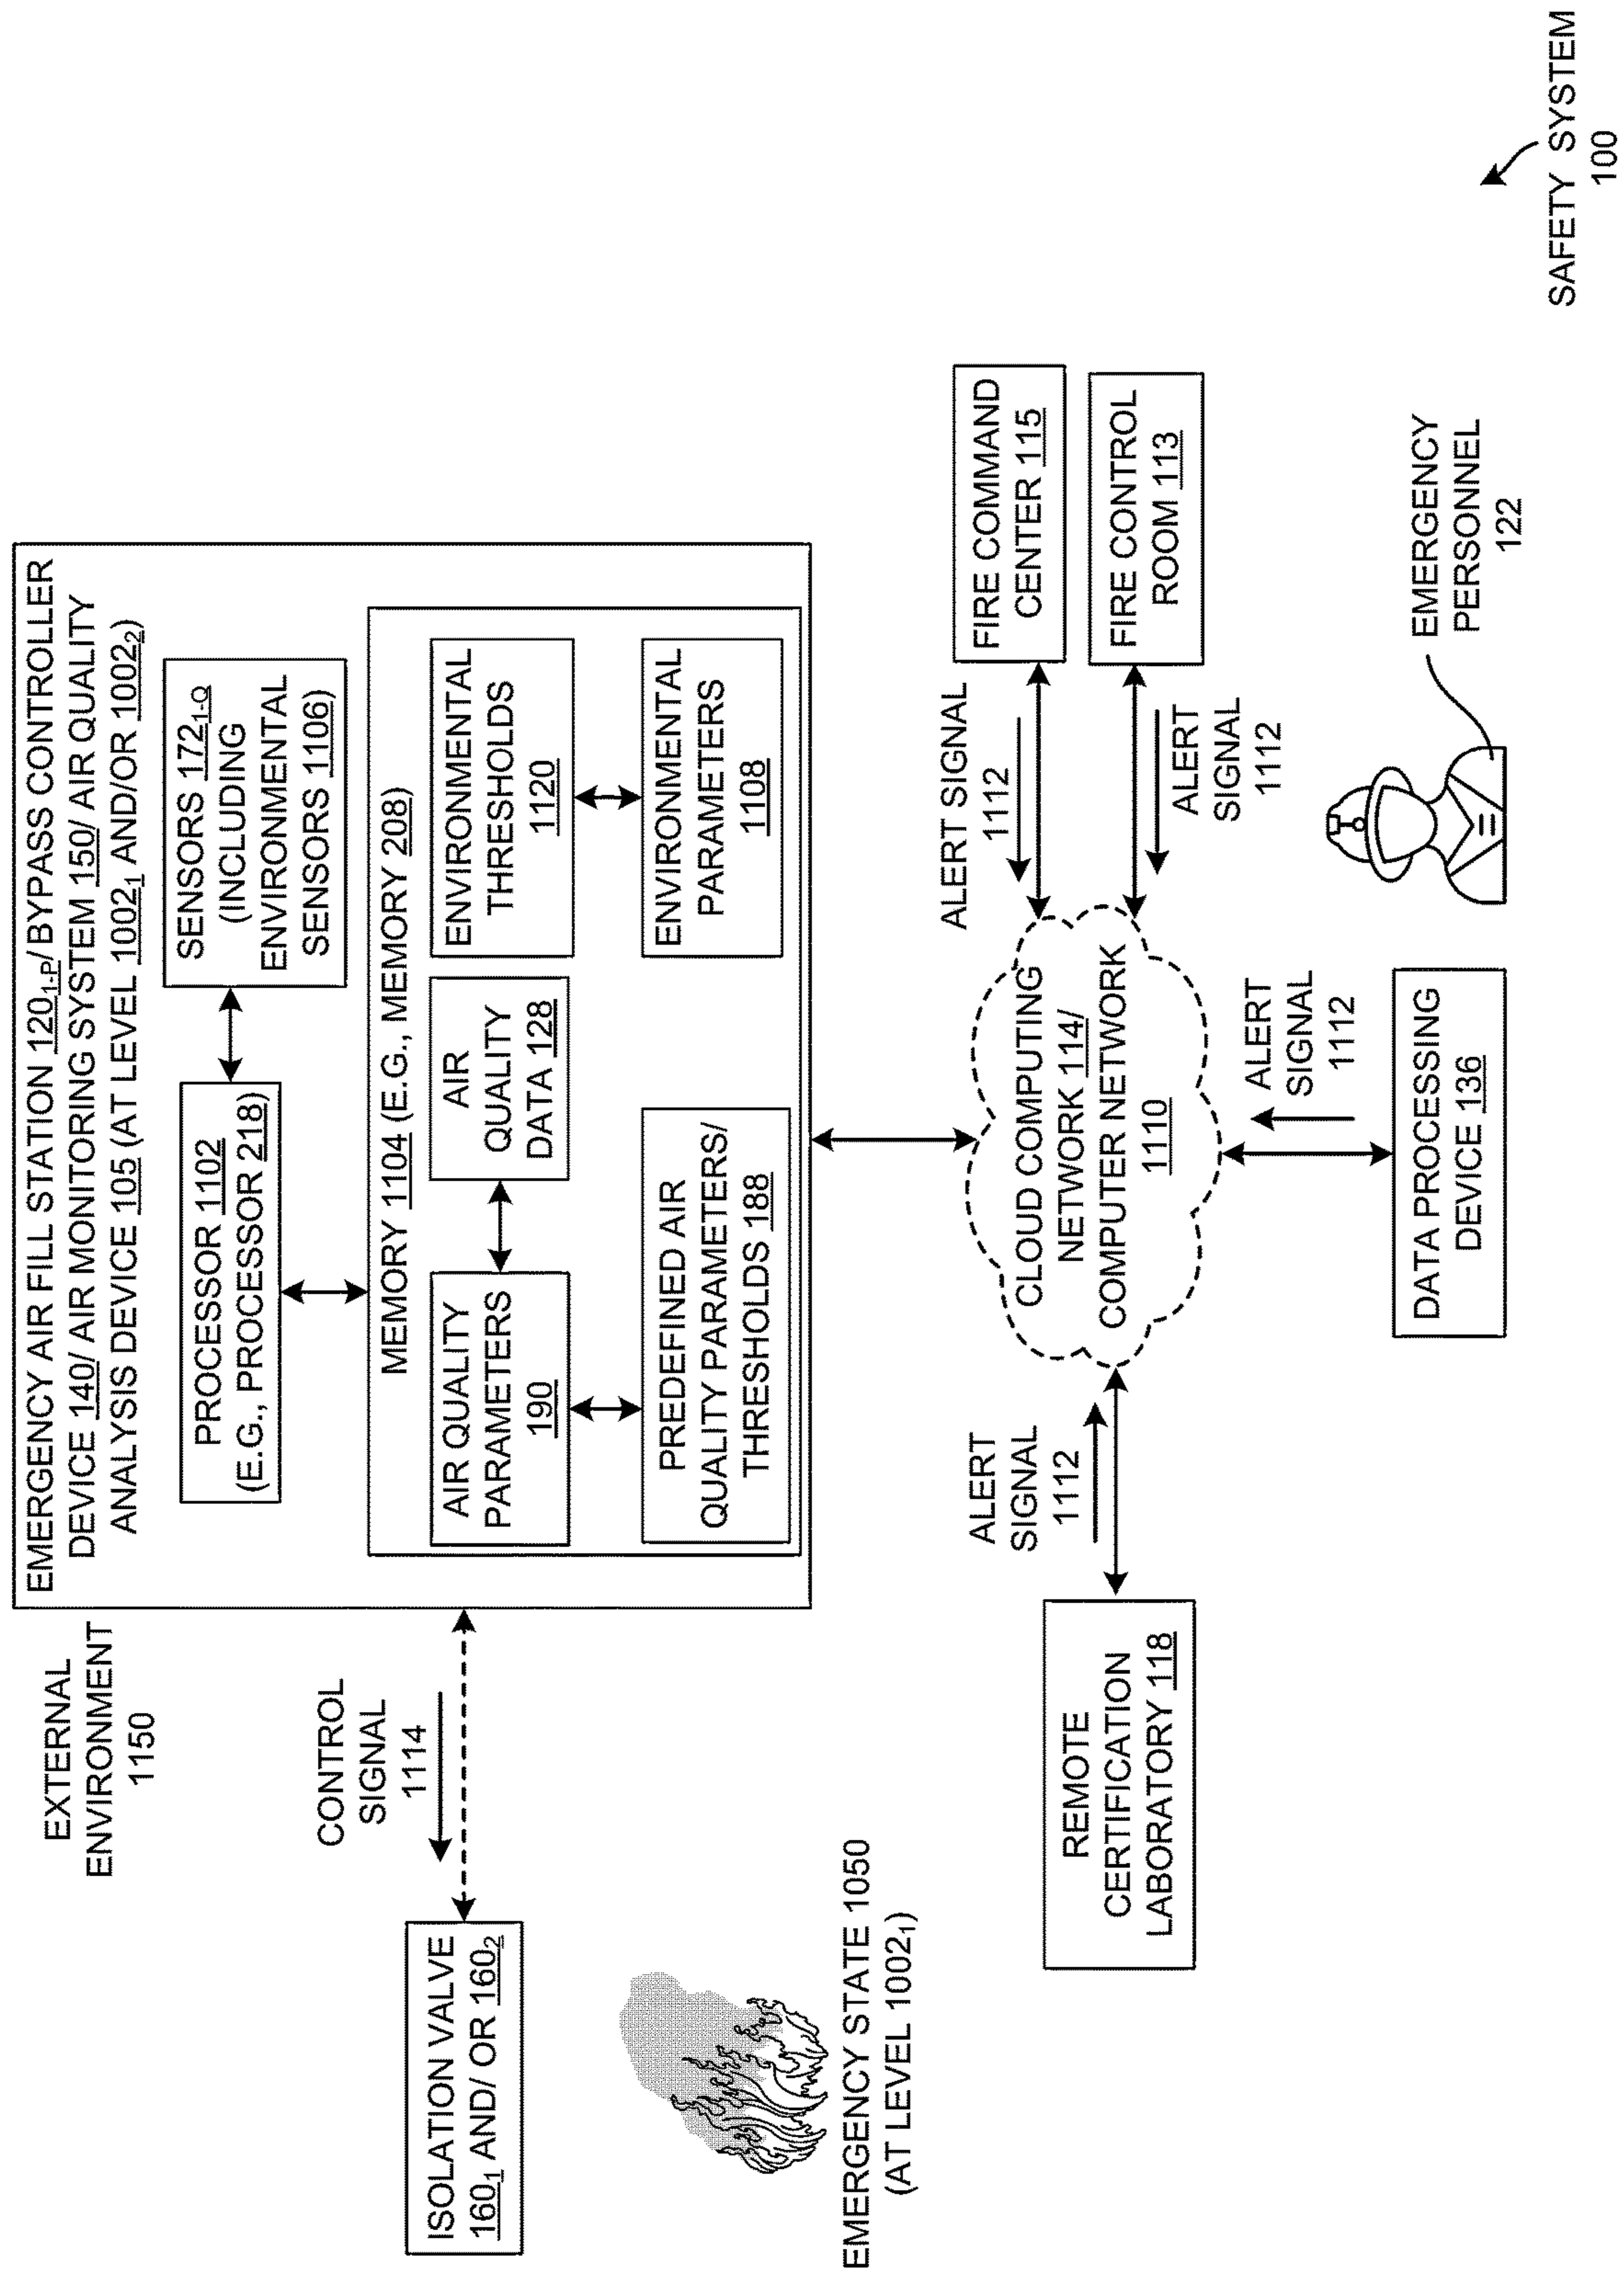 EXTERNAL
ENVIRONMENT
1150
EMERGENCY AIR FILL STATION 120₁₋ₚ/ BYPASS CONTROLLER
DEVICE 140/ AIR MONITORING SYSTEM 150/ AIR QUALITY
ANALYSIS DEVICE 105 (AT LEVEL 1002₁ AND/OR 1002₂)
PROCESSOR 1102
(E.G., PROCESSOR 218)
SENSORS 172₁₋Q
(INCLUDING
ENVIRONMENTAL
SENSORS 1106)
MEMORY 1104 (E.G., MEMORY 208)
AIR QUALITY
PARAMETERS
190
AIR
QUALITY
DATA 128
ENVIRONMENTAL
THRESHOLDS
1120
PREDEFINED AIR
QUALITY PARAMETERS/
THRESHOLDS 188
ENVIRONMENTAL
PARAMETERS
1108
CONTROL
SIGNAL
1114
ISOLATION VALVE
160₁ AND/ OR 160₂
EMERGENCY STATE 1050
(AT LEVEL 1002₁)
REMOTE
CERTIFICATION
LABORATORY 118
ALERT
SIGNAL
1112
CLOUD COMPUTING
NETWORK 114/
COMPUTER NETWORK
1110
ALERT SIGNAL
1112
FIRE COMMAND
CENTER 115
FIRE CONTROL
ROOM 113
ALERT
SIGNAL
1112
ALERT
SIGNAL
1112
DATA PROCESSING
DEVICE 136
EMERGENCY
PERSONNEL
122
SAFETY SYSTEM
100